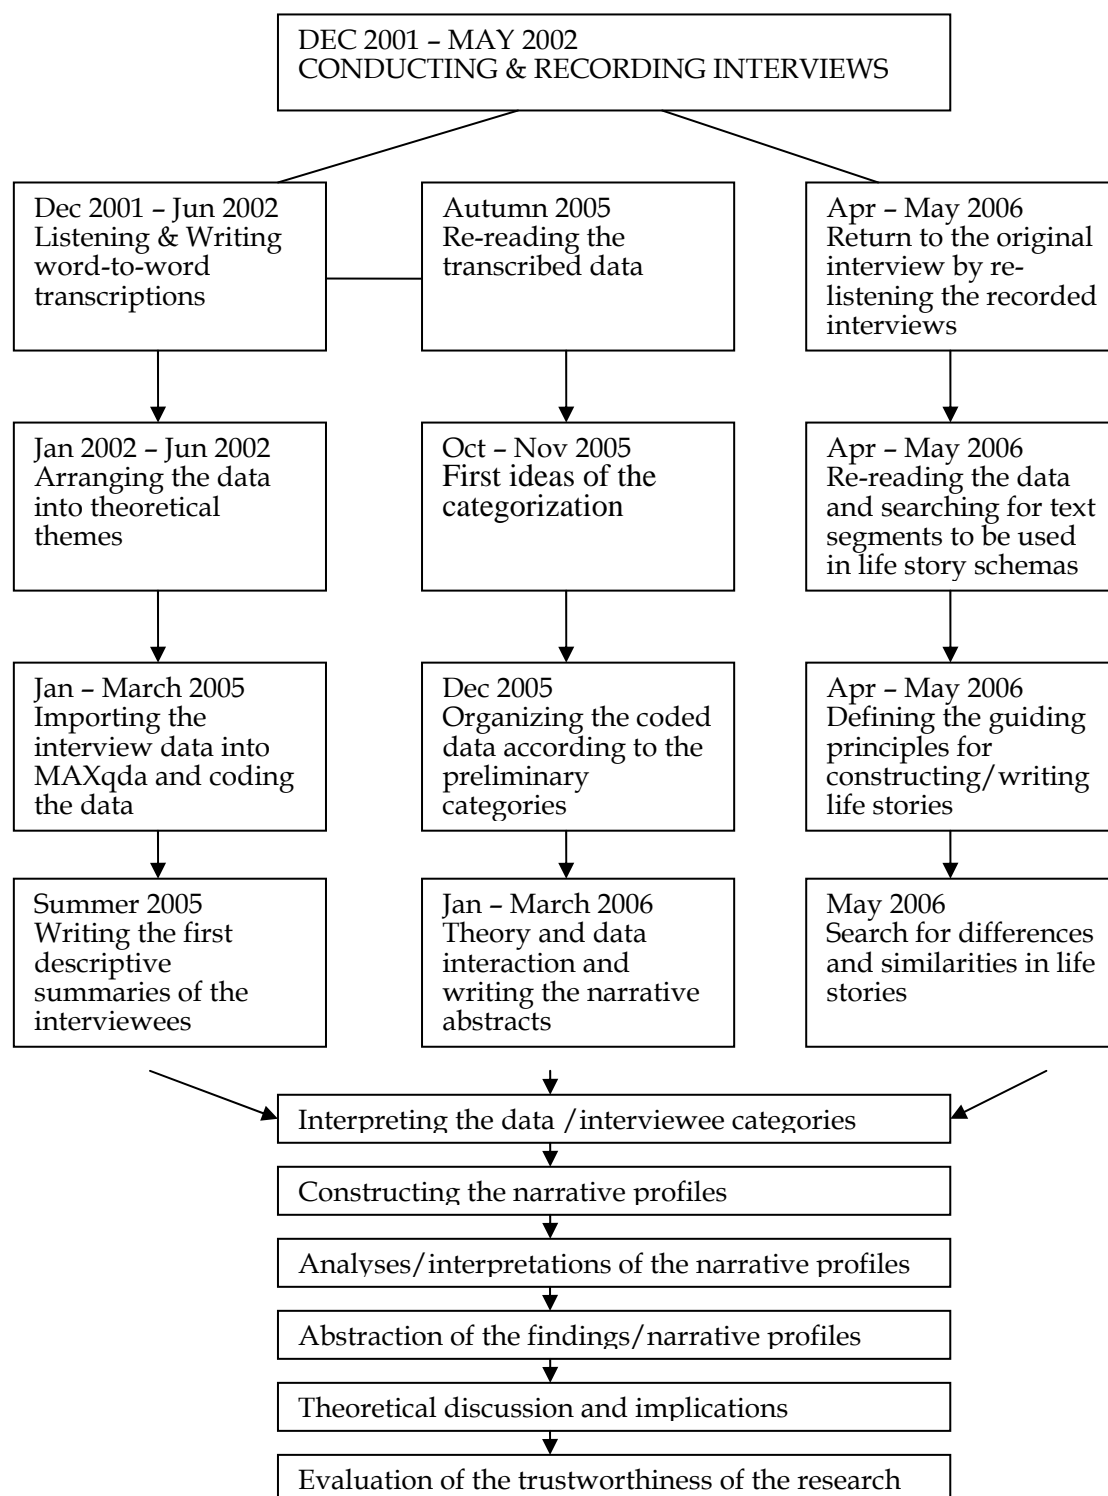 DEC 2001 – MAY 2002
CONDUCTING & RECORDING INTERVIEWS
Dec 2001 – Jun 2002
Listening & Writing
word-to-word
transcriptions
Autumn 2005
Re-reading the
transcribed data
Apr – May 2006
Return to the original
interview by re-
listening the recorded
interviews
Jan 2002 – Jun 2002
Arranging the data
into theoretical
themes
Oct – Nov 2005
First ideas of the
categorization
Apr – May 2006
Re-reading the data
and searching for text
segments to be used
in life story schemas
Jan – March 2005
Importing the
interview data into
MAXqda and coding
the data
Dec 2005
Organizing the coded
data according to the
preliminary
categories
Apr – May 2006
Defining the guiding
principles for
constructing/writing
life stories
Summer 2005
Writing the first
descriptive
summaries of the
interviewees
Jan – March 2006
Theory and data
interaction and
writing the narrative
abstracts
May 2006
Search for differences
and similarities in life
stories
Interpreting the data /interviewee categories
Constructing the narrative profiles
Analyses/interpretations of the narrative profiles
Abstraction of the findings/narrative profiles
Theoretical discussion and implications
Evaluation of the trustworthiness of the research